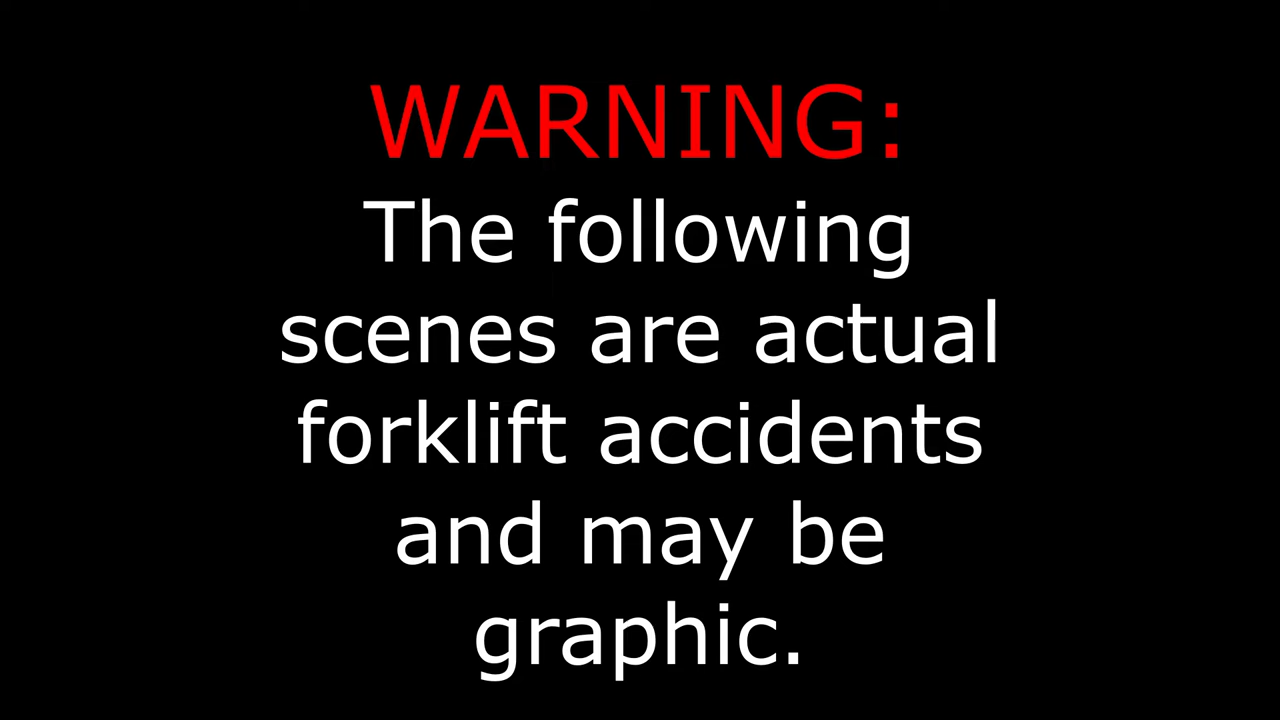 WARNING:
The following
scenes are actual
forklift accidents
and may be
graphic.